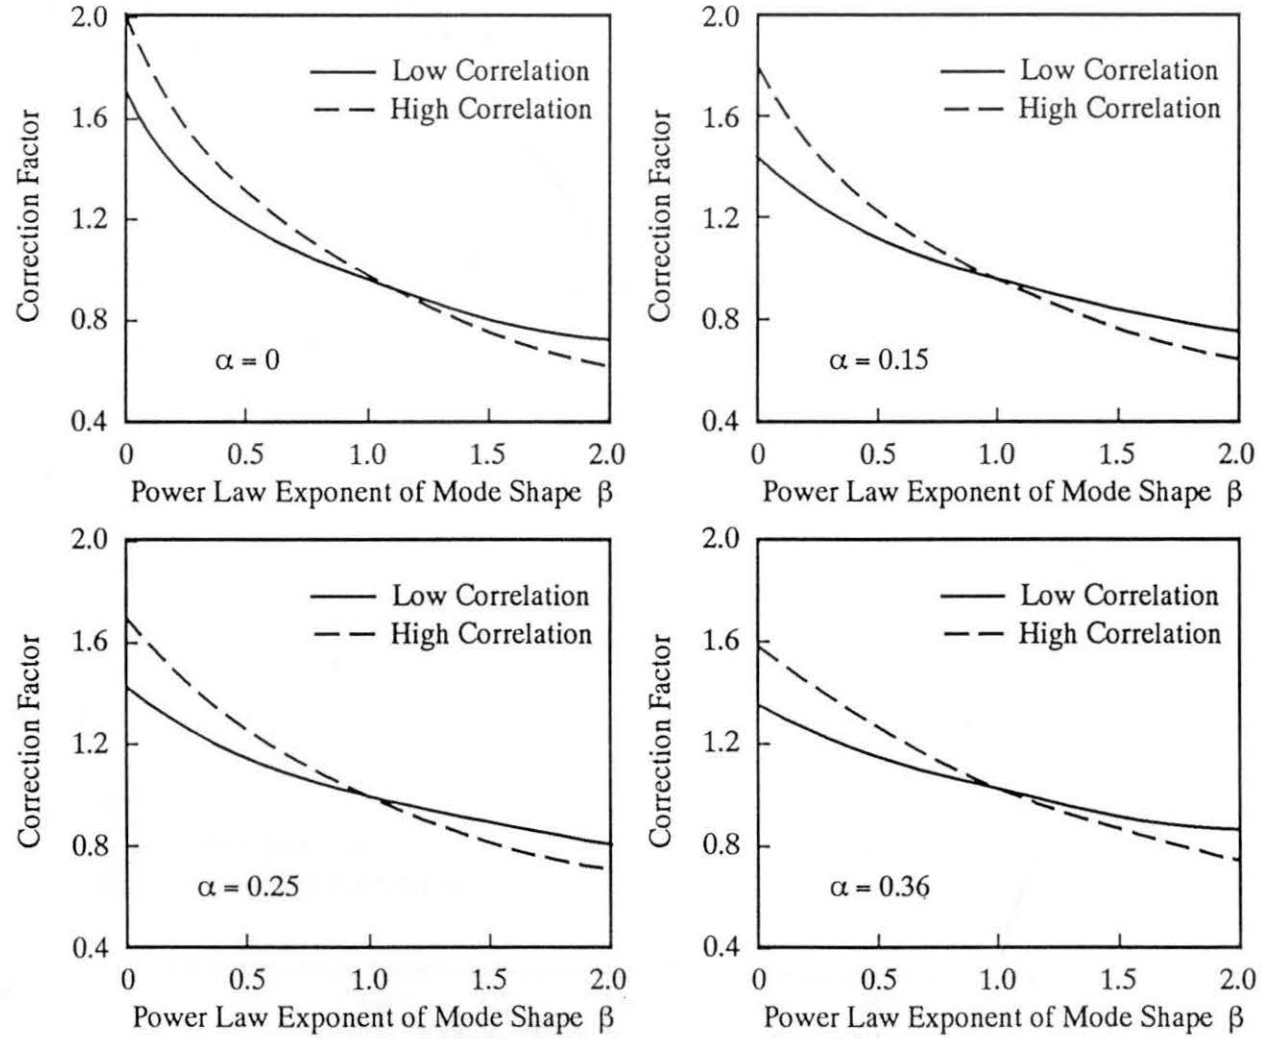 2.0
1.6
1.2
0.8
0.4
Correction Factor
Low Correlation
High Correlation
α = 0
0 0.5 1.0 1.5 2.0
Power Law Exponent of Mode Shape β
2.0
1.6
1.2
0.8
0.4
Correction Factor
Low Correlation
High Correlation
α = 0.15
0 0.5 1.0 1.5 2.0
Power Law Exponent of Mode Shape β
2.0
1.6
1.2
0.8
0.4
Correction Factor
Low Correlation
High Correlation
α = 0.25
0 0.5 1.0 1.5 2.0
Power Law Exponent of Mode Shape β
2.0
1.6
1.2
0.8
0.4
Correction Factor
Low Correlation
High Correlation
α = 0.36
0 0.5 1.0 1.5 2.0
Power Law Exponent of Mode Shape β